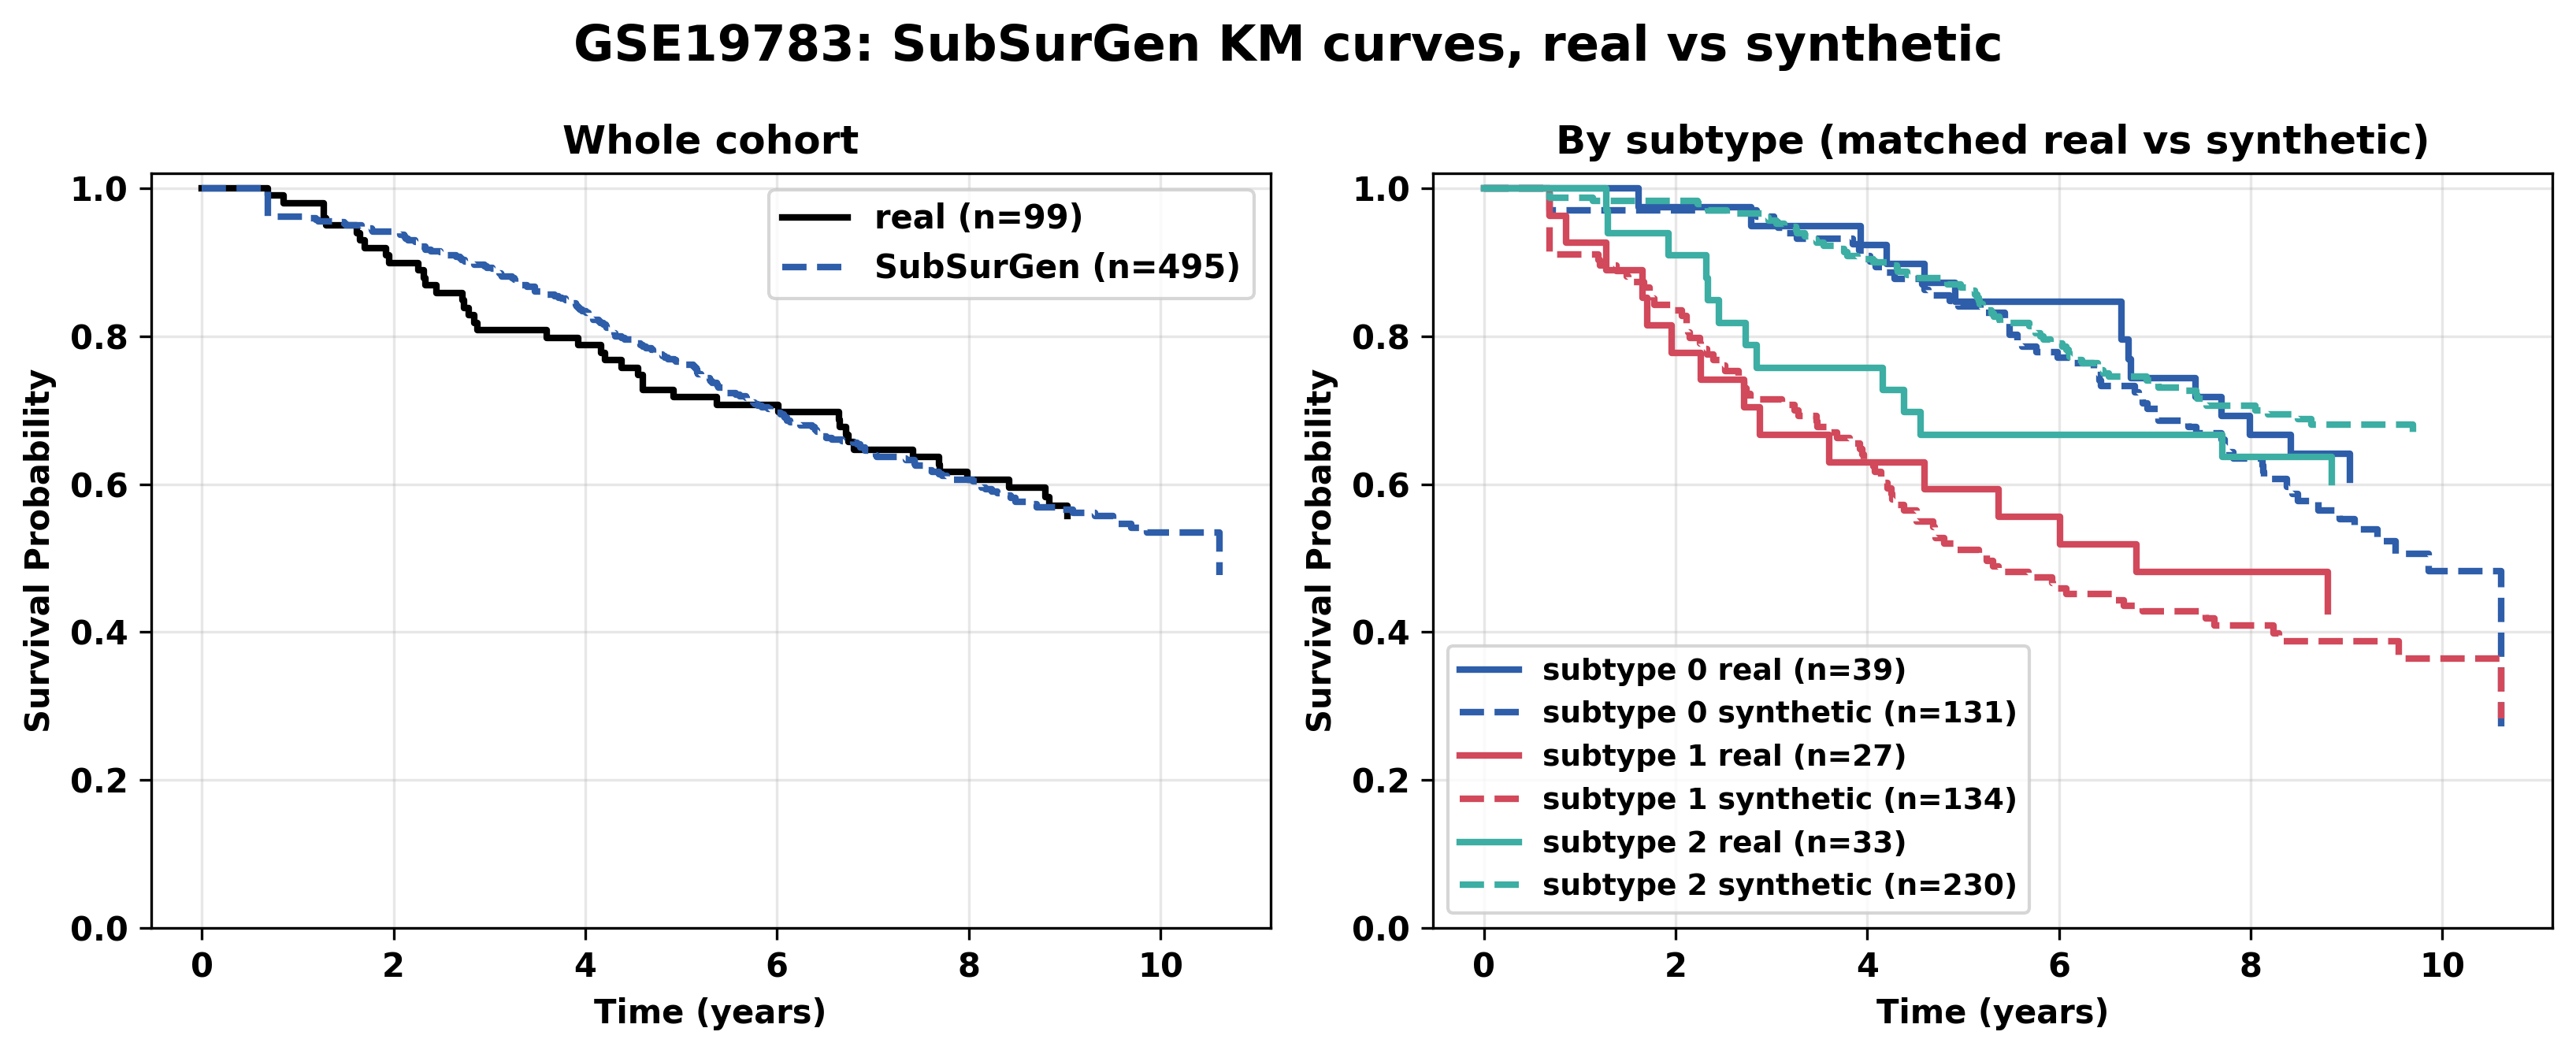 GSE19783: SubSurGen KM curves, real vs synthetic
Whole cohort
Survival Probability
1.0
0.8
0.6
0.4
0.2
0.0
real (n=99)
SubSurGen (n=495)
0 2 4 6 8 10
Time (years)
By subtype (matched real vs synthetic)
Survival Probability
1.0
0.8
0.6
0.4
0.2
0.0
subtype 0 real (n=39)
subtype 0 synthetic (n=131)
subtype 1 real (n=27)
subtype 1 synthetic (n=134)
subtype 2 real (n=33)
subtype 2 synthetic (n=230)
0 2 4 6 8 10
Time (years)